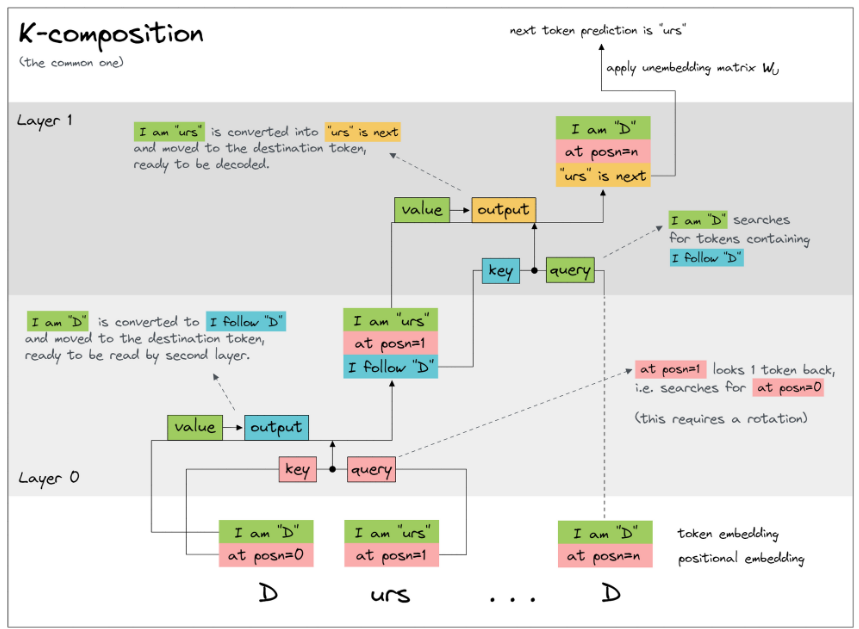 K-composition
(the common one)
next token prediction is "urs"
apply unembedding matrix W_U
Layer 1
I am "urs" is converted into "urs" is next
and moved to the destination token,
ready to be decoded.
I am "D"
at posn=n
"urs" is next
value
output
I am "D" searches
for tokens containing
I follow "D"
key
query
I am "D" is converted to I follow "D"
and moved to the destination token,
ready to be read by second layer.
I am "urs"
at posn=1
I follow "D"
at posn=1 looks 1 token back,
i.e. searches for at posn=0
(this requires a rotation)
value
output
key
query
Layer 0
I am "D"
at posn=0
I am "urs"
at posn=1
I am "D"
at posn=n
token embedding
positional embedding
D urs . . . D